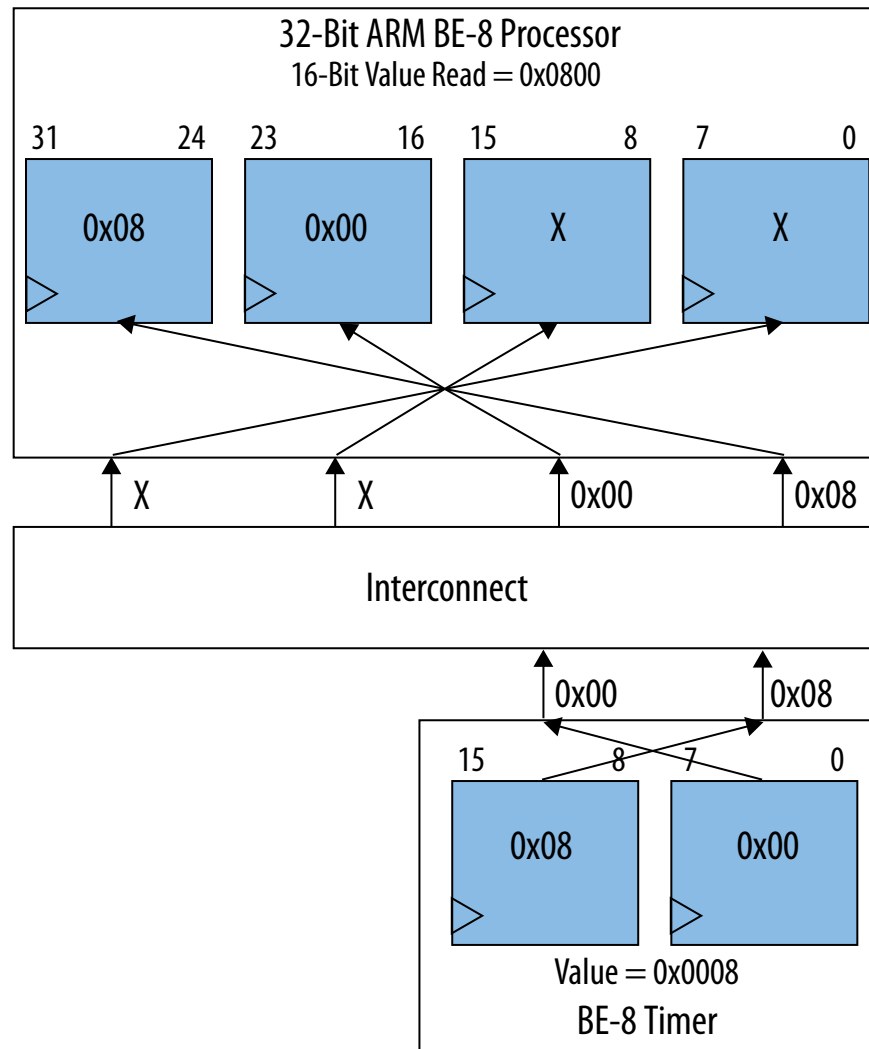 32-Bit ARM BE-8 Processor
16-Bit Value Read = 0x0800
31 24 23 16 15 8 7 0
0x08 0x00 X X
X X 0x00 0x08
Interconnect
0x00 0x08
15 8 7 0
0x08 0x00
Value = 0x0008
BE-8 Timer